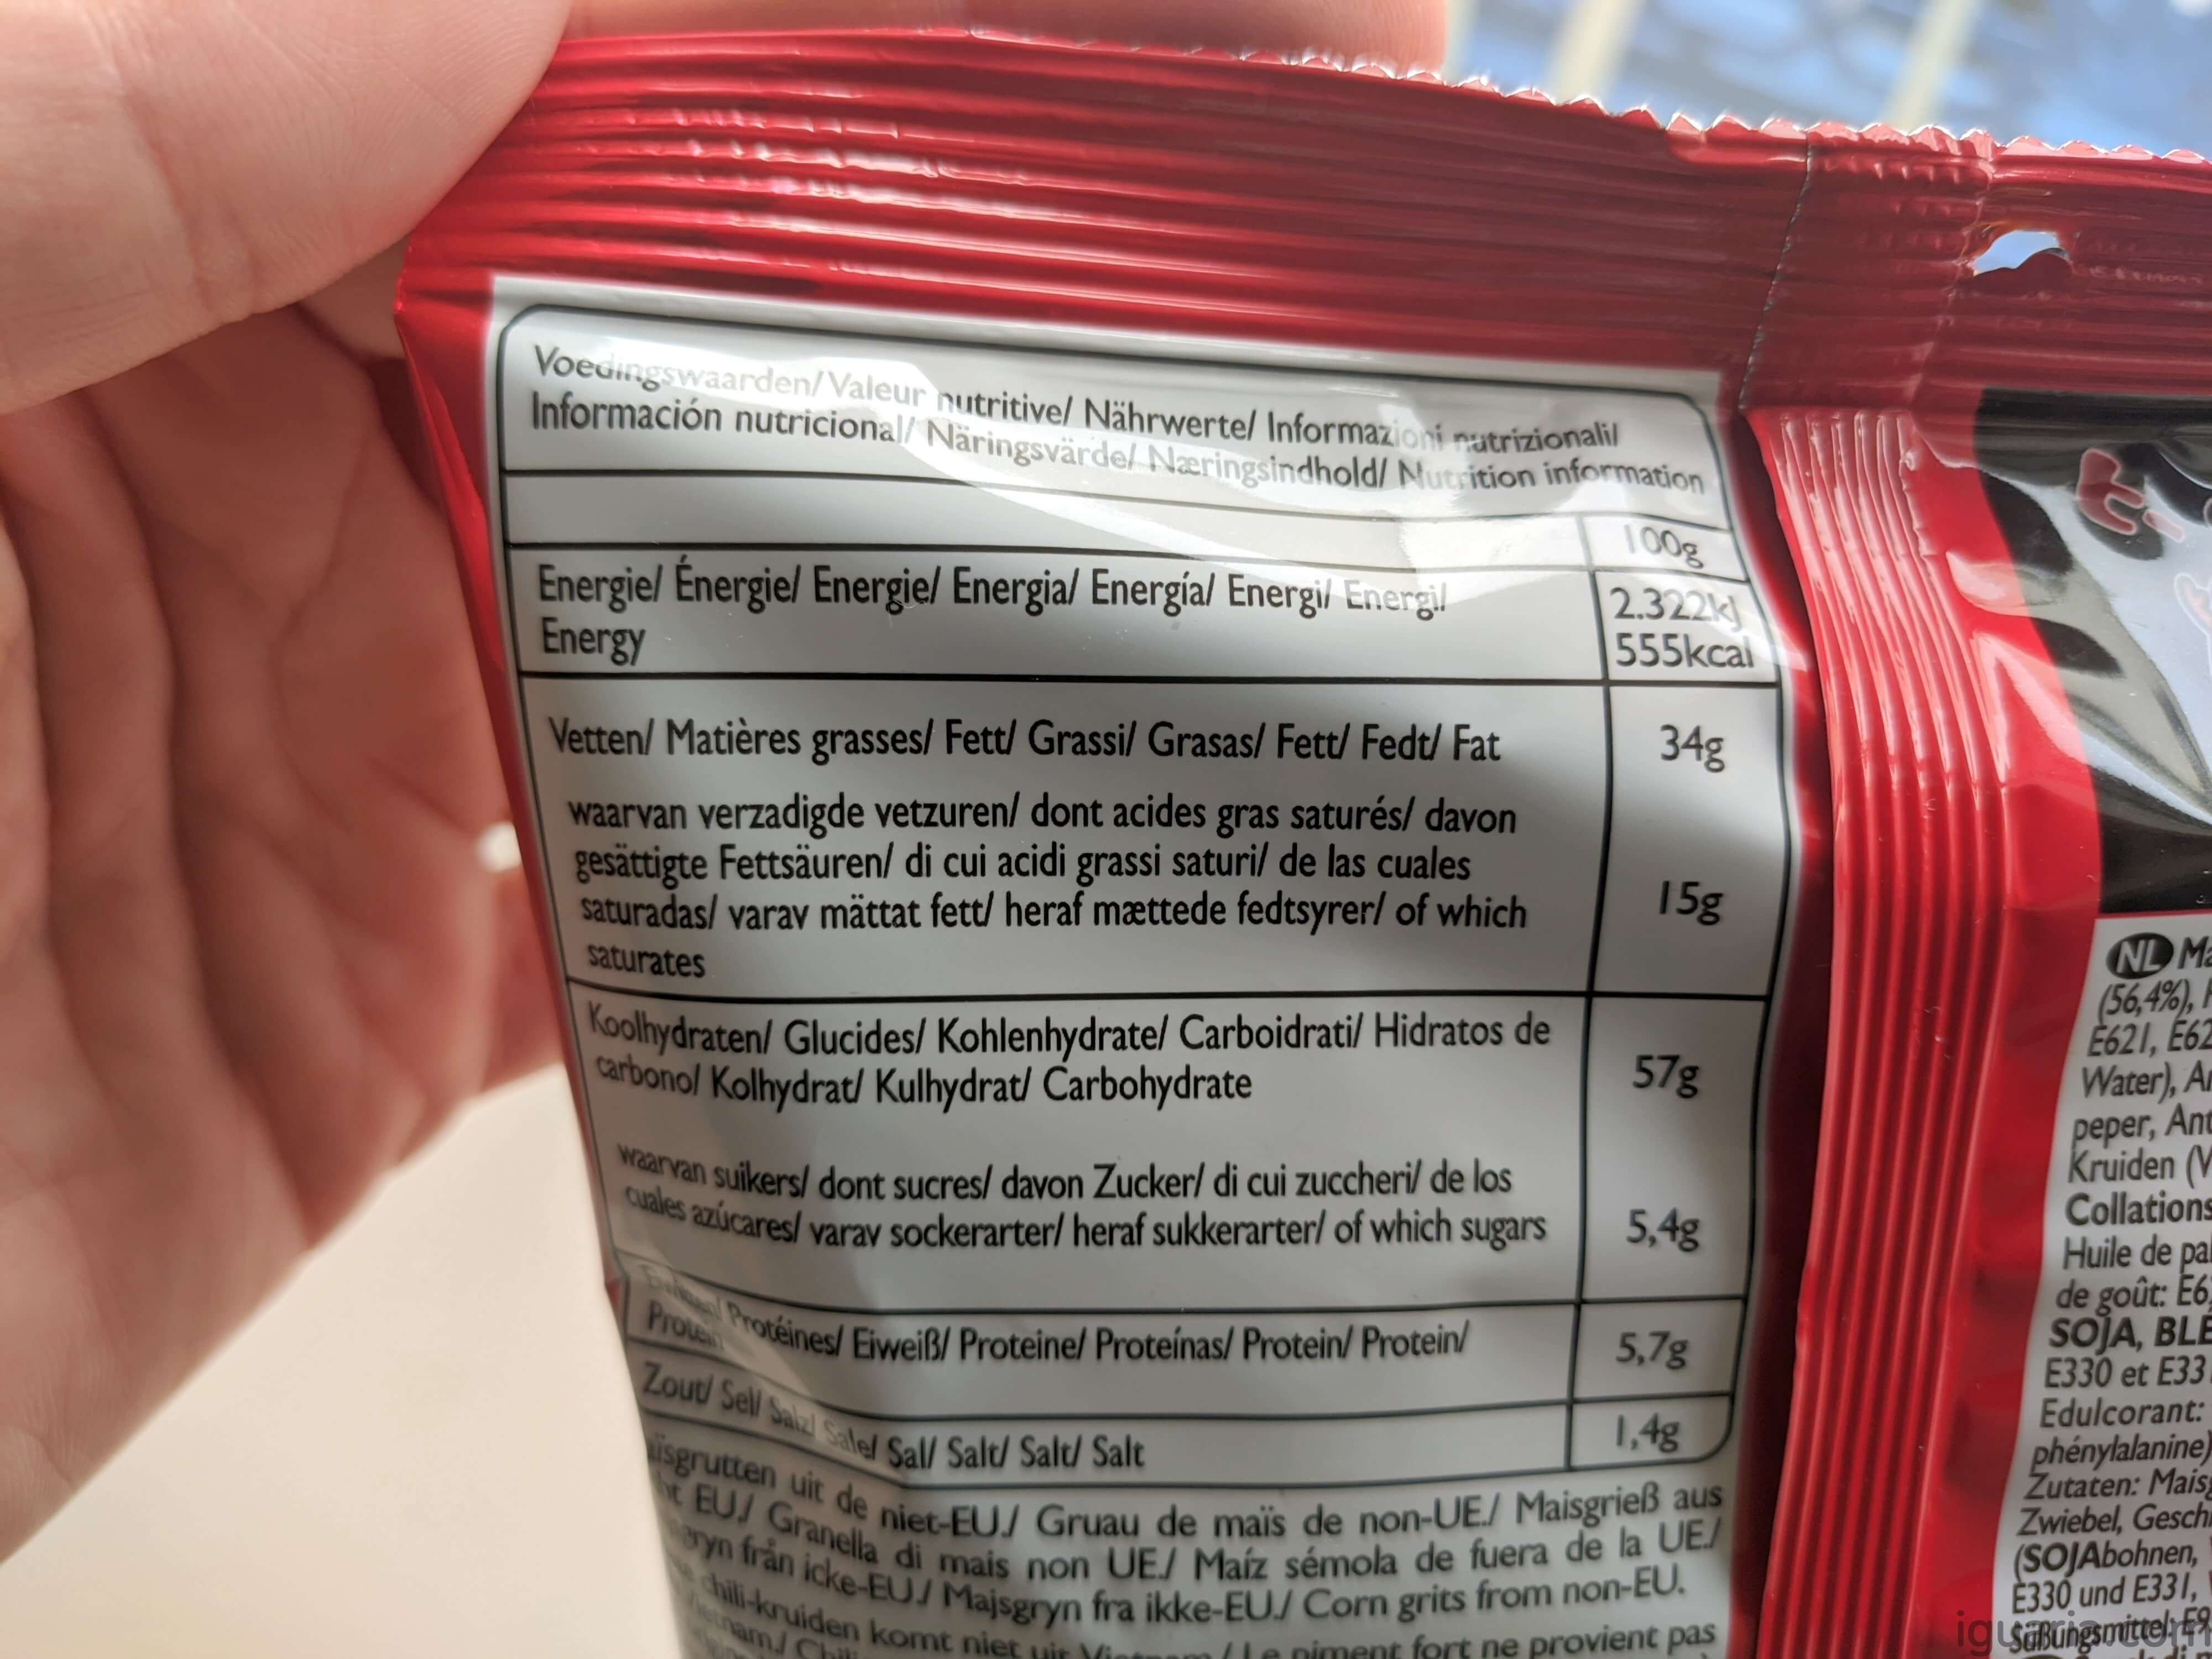 Voedingswaarden/ Valeur nutritive/ Nährwerte/ Informazioni nutrizionali/
Información nutricional/ Näringsvärde/ Næringsindhold/ Nutrition information
100g
Energie/ Énergie/ Energie/ Energia/ Energía/ Energi/ Energi/
Energy
2.322kJ
555kcal
Vetten/ Matières grasses/ Fett/ Grassi/ Grasas/ Fett/ Fedt/ Fat
34g
waarvan verzadigde vetzuren/ dont acides gras saturés/ davon
gesättigte Fettsäuren/ di cui acidi grassi saturi/ de las cuales
saturadas/ varav mättat fett/ heraf mættede fedtsyrer/ of which
saturates
15g
Koolhydraten/ Glucides/ Kohlenhydrate/ Carboidrati/ Hidratos de
carbono/ Kolhydrat/ Kulhydrat/ Carbohydrate
57g
waarvan suikers/ dont sucres/ davon Zucker/ di cui zuccheri/ de los
cuales azúcares/ varav sockerarter/ heraf sukkerarter/ of which sugars
5,4g
Protéines/ Eiweiß/ Proteine/ Proteínas/ Protein/ Protein/
Protein
5,7g
Zout/ Sel/ Salz/ Sale/ Sal/ Salt/ Salt/ Salt
1,4g
uit de niet-EU./ Gruau de maïs de non-UE./ Maisgrieß aus
EU./ Granella di mais non UE./ Maíz sémola de fuera de la UE./
från icke-EU./ Majsgryn fra ikke-EU./ Corn grits from non-EU.
chili-kruiden komt niet uit Vietnam./ Le piment fort ne provient pas
NL
(56,4%),
E621,
Water),
peper,
Kruiden
Collations
Huile de
de goût:
SOJA, BLÉ
E330 et
Edulcorant:
phénylalanine)
Zutaten:
Zwiebel,
(SOJAbohnen,
E330 und E331,
Süßungsmittel:
iguaria.com